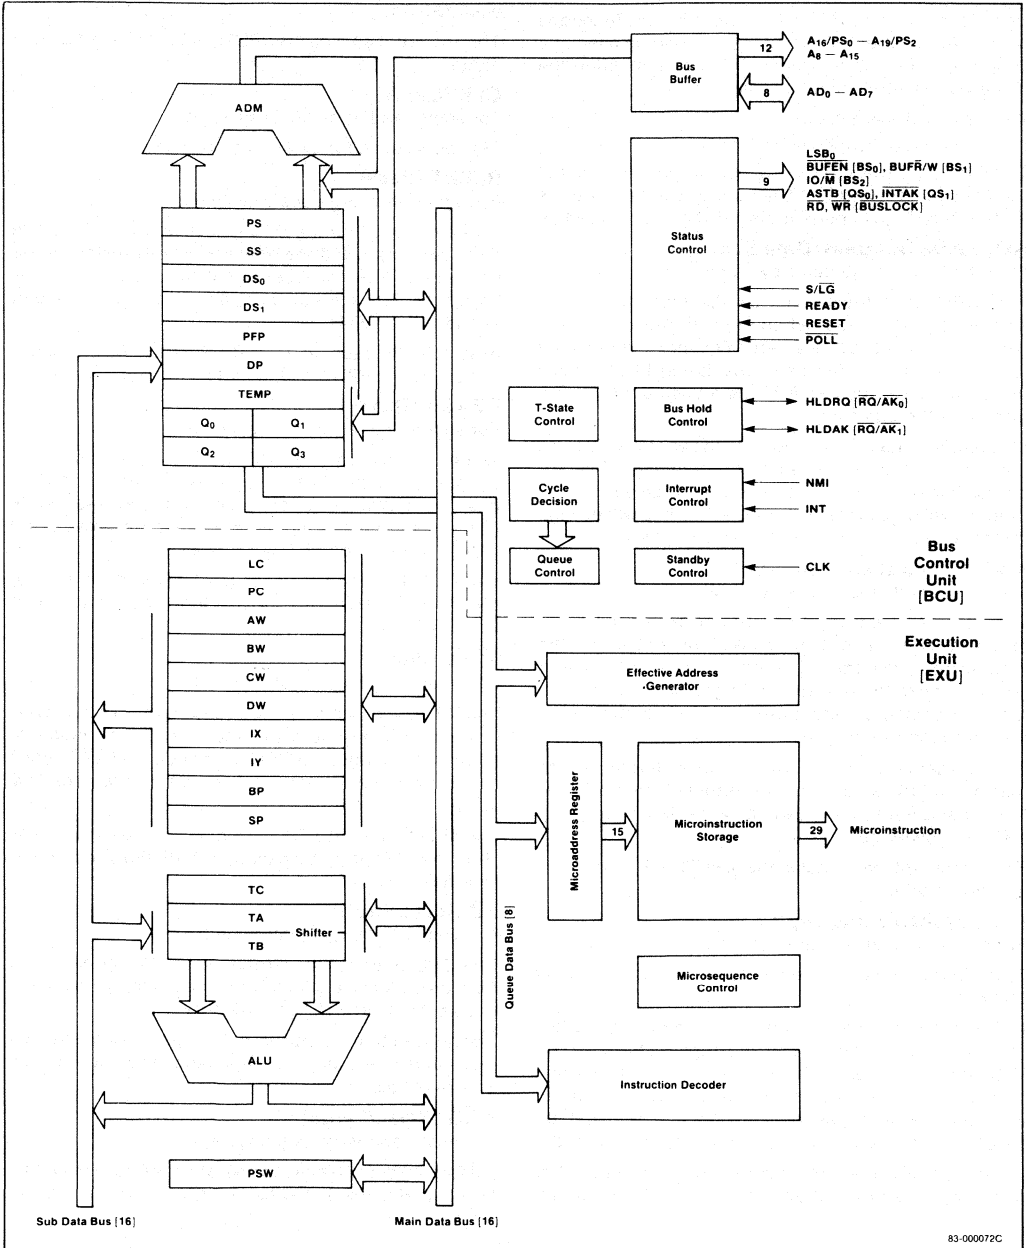 ADM
Bus
Buffer
12
A16/PS0 – A19/PS2
A8 – A15
8
AD0 – AD7
PS
SS
DS0
DS1
PFP
DP
TEMP
Q0 Q1
Q2 Q3
Status
Control
9
LSB0
BUFEN [BS0], BUFR/W [BS1]
IO/M [BS2]
ASTB [QS0], INTAK [QS1]
RD, WR [BUSLOCK]
S/LG
READY
RESET
POLL
T-State
Control
Bus Hold
Control
HLDRQ [RQ/AK0]
HLDAK [RQ/AK1]
Cycle
Decision
Interrupt
Control
NMI
INT
Queue
Control
Standby
Control
CLK
Bus
Control
Unit
[BCU]
Execution
Unit
[EXU]
LC
PC
AW
BW
CW
DW
IX
IY
BP
SP
Effective Address
Generator
Microaddress Register
15
Microinstruction
Storage
29
Microinstruction
TC
TA
Shifter
TB
Queue Data Bus [8]
Microsequence
Control
ALU
Instruction Decoder
PSW
Sub Data Bus [16]
Main Data Bus [16]
83-000072C